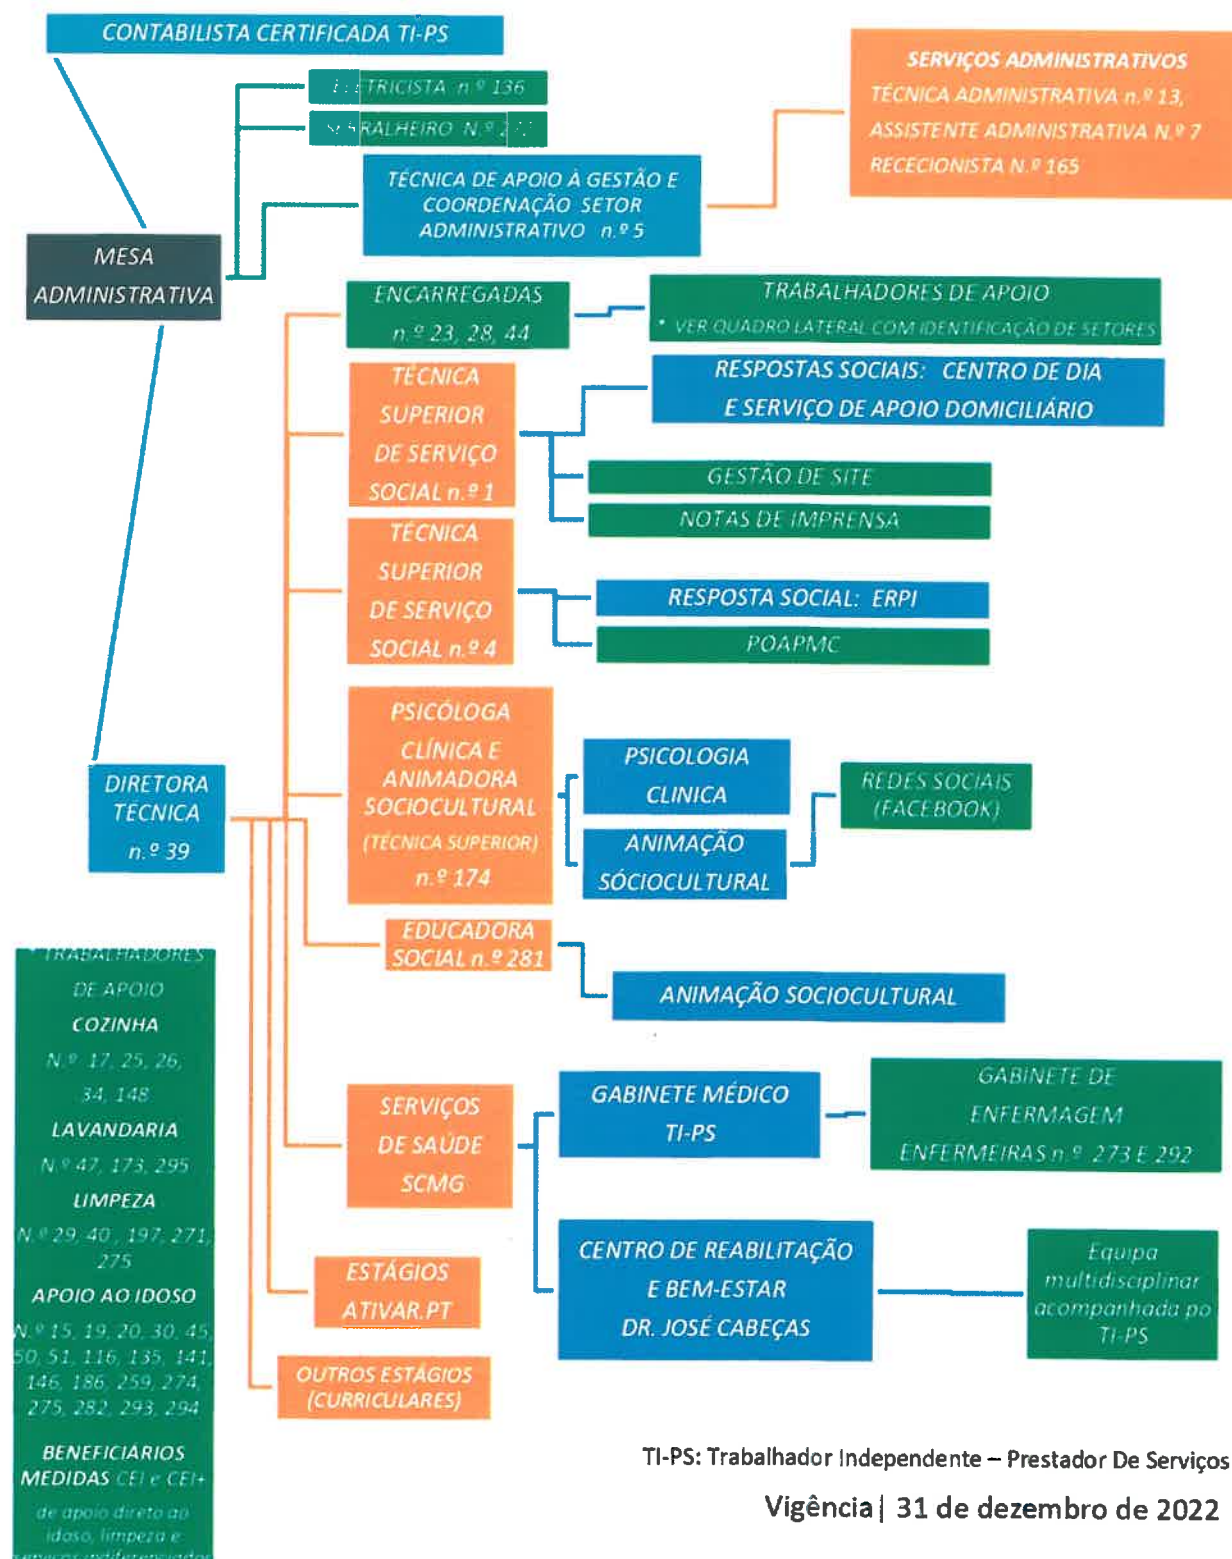 CONTABILISTA CERTIFICADA TI-PS
SERVIÇOS ADMINISTRATIVOS
TÉCNICA ADMINISTRATIVA n.º 13,
ASSISTENTE ADMINISTRATIVA N.º 7
RECECIONISTA N.º 165
TRICISTA n º 136
RALHEIRO N.º
TÉCNICA DE APOIO À GESTÃO E
COORDENAÇÃO SETOR
ADMINISTRATIVO n.º 5
MESA
ADMINISTRATIVA
ENCARREGADAS
n.º 23, 28, 44
TRABALHADORES DE APOIO
* VER QUADRO LATERAL COM IDENTIFICAÇÃO DE SETORES
TÉCNICA
SUPERIOR
DE SERVIÇO
SOCIAL n.º 1
RESPOSTAS SOCIAIS: CENTRO DE DIA
E SERVIÇO DE APOIO DOMICILIÁRIO
GESTÃO DE SITE
NOTAS DE IMPRENSA
TÉCNICA
SUPERIOR
DE SERVIÇO
SOCIAL n.º 4
RESPOSTA SOCIAL: ERPI
POAPMC
PSICÓLOGA
CLÍNICA E
ANIMADORA
SOCIOCULTURAL
(TÉCNICA SUPERIOR)
n.º 174
PSICOLOGIA
CLINICA
ANIMAÇÃO
SÓCIOCULTURAL
REDES SOCIAIS
(FACEBOOK)
DIRETORA
TÉCNICA
n.º 39
EDUCADORA
SOCIAL n.º 281
ANIMAÇÃO SOCIOCULTURAL
SERVIÇOS
DE SAÚDE
SCMG
GABINETE MÉDICO
TI-PS
GABINETE DE
ENFERMAGEM
ENFERMEIRAS n.º 273 E 292
CENTRO DE REABILITAÇÃO
E BEM-ESTAR
DR. JOSÉ CABEÇAS
Equipa
multidisciplinar
acompanhada po
TI-PS
ESTÁGIOS
ATIVAR.PT
OUTROS ESTÁGIOS
(CURRICULARES)
* TRABALHADORES
DE APOIO
COZINHA
N.º 17, 25, 26,
34, 148
LAVANDARIA
N.º 47, 173, 295
LIMPEZA
N.º 29, 40 , 197, 271,
275
APOIO AO IDOSO
N.º 15, 19, 20, 30, 45,
50, 51, 116, 135, 141,
146, 186, 259, 274,
275, 282, 293, 294
BENEFICIÁRIOS
MEDIDAS CEI e CEI+
de apoio direto ao
idoso, limpeza e
serviços indiferenciados
TI-PS: Trabalhador Independente – Prestador De Serviços
Vigência| 31 de dezembro de 2022